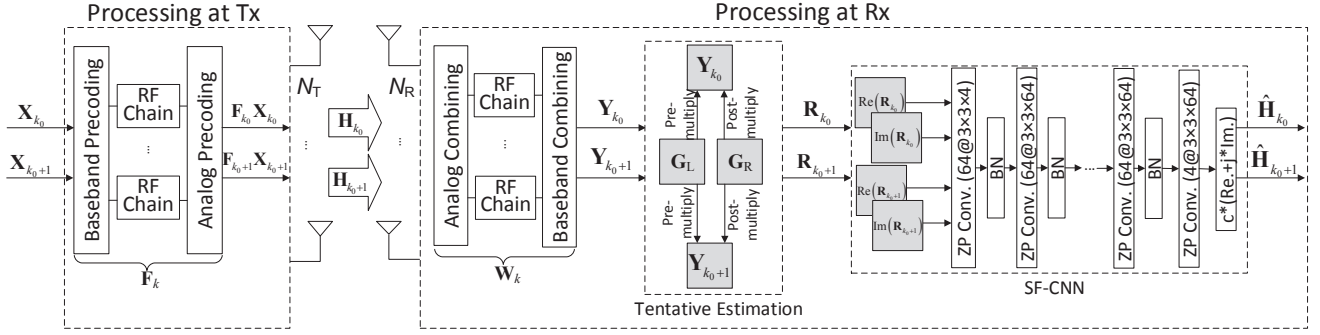 Processing at Tx
Processing at Rx
X_{k_0}
X_{k_0+1}
Baseband Precoding
RF Chain
...
RF Chain
Analog Precoding
F_k
F_{k_0} X_{k_0}
F_{k_0+1} X_{k_0+1}
N_T
...
H_{k_0}
H_{k_0+1}
N_R
...
Analog Combining
RF Chain
...
RF Chain
Baseband Combining
W_k
Y_{k_0}
Y_{k_0+1}
Y_{k_0}
Pre-multiply
Post-multiply
G_L
G_R
Pre-multiply
Post-multiply
Y_{k_0+1}
Tentative Estimation
R_{k_0}
R_{k_0+1}
Re(R_{k_0})
Im(R_{k_0})
Re(R_{k_0+1})
Im(R_{k_0+1})
ZP Conv. (64@3×3×4)
BN
ZP Conv. (64@3×3×64)
BN
...
ZP Conv. (64@3×3×64)
BN
ZP Conv. (4@3×3×64)
c*(Re.+j*Im.)
SF-CNN
Ĥ_{k_0}
Ĥ_{k_0+1}